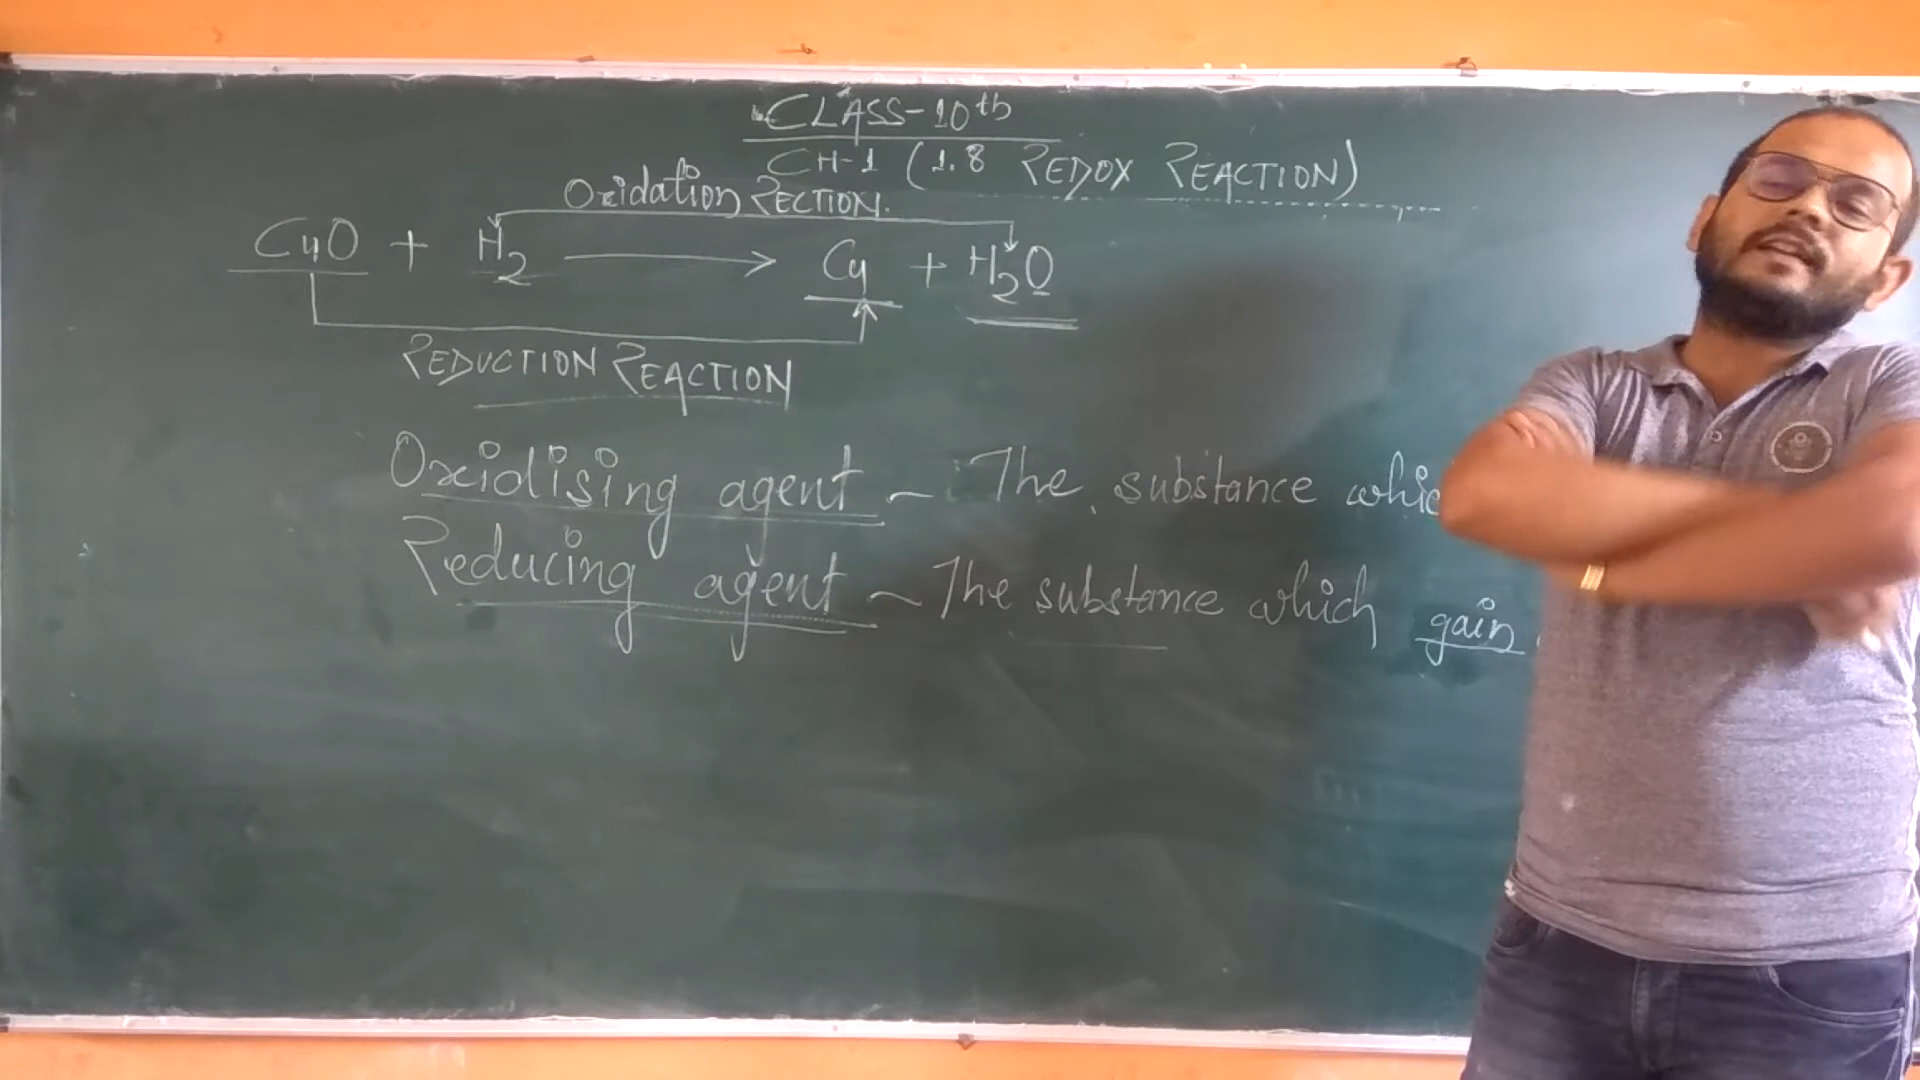 CLASS-10th
CH-1 (1.8 REDOX REACTION)
Oxidation RECTION.
CuO + H2 → Cu + H2O
REDUCTION REACTION
Oxidising agent - The substance whic
Reducing agent - The substance which gain